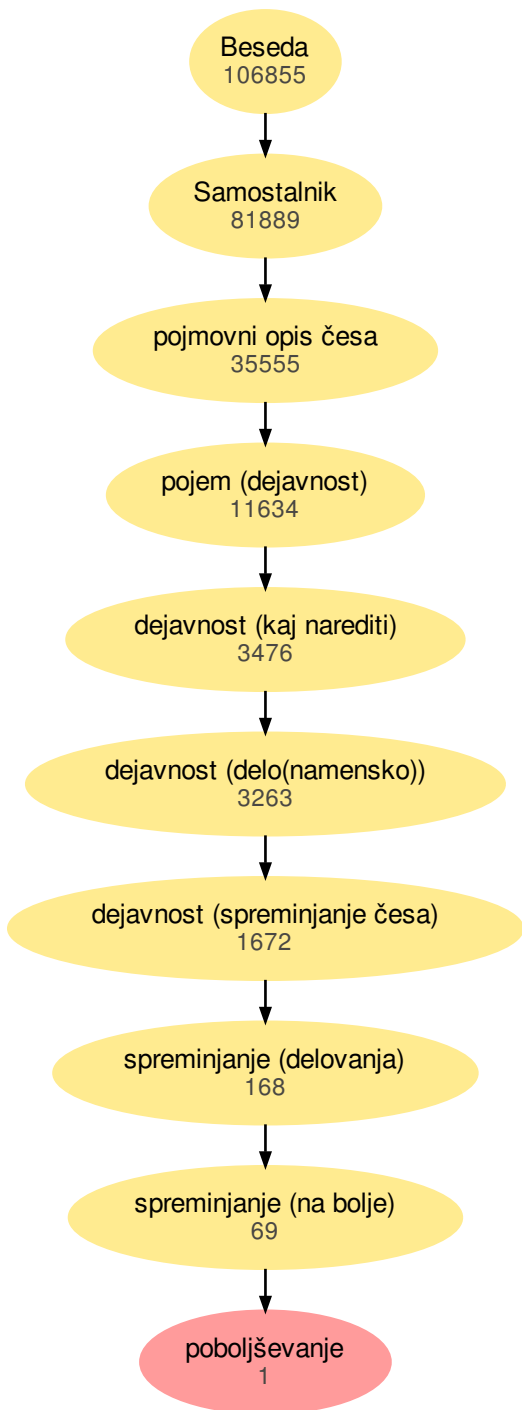 Beseda
106855
Samostalnik
81889
pojmovni opis česa
35555
pojem (dejavnost)
11634
dejavnost (kaj narediti)
3476
dejavnost (delo(namensko))
3263
dejavnost (spreminjanje česa)
1672
spreminjanje (delovanja)
168
spreminjanje (na bolje)
69
poboljševanje
1